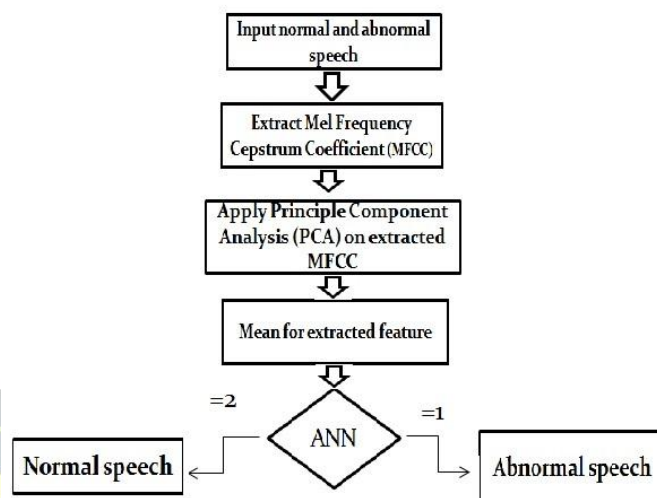 Input normal and abnormal
speech
Extract Mel Frequency
Cepstrum Coefficient (MFCC)
Apply Principle Component
Analysis (PCA) on extracted
MFCC
Mean for extracted feature
=2
=1
ANN
Normal speech
Abnormal speech